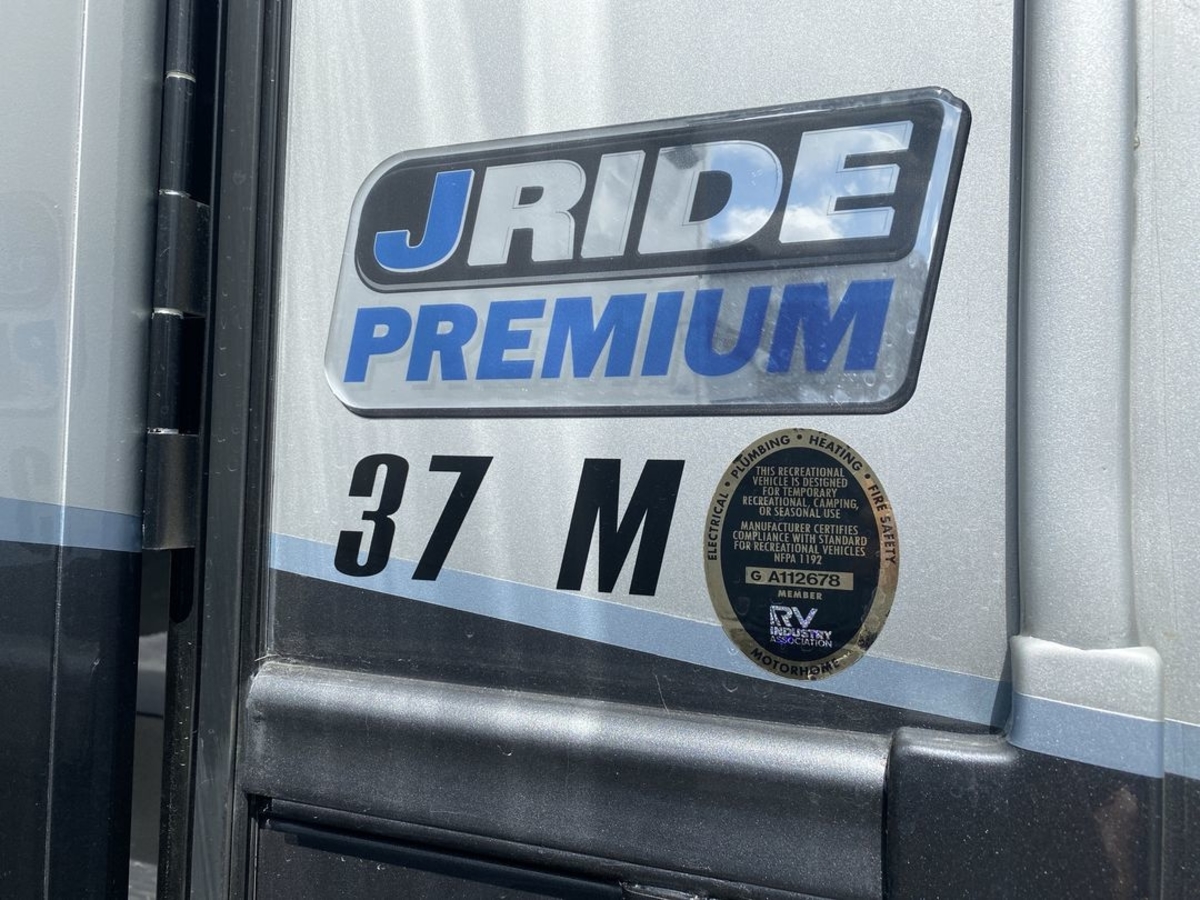 JRIDE
PREMIUM
37 M
ELECTRICAL • PLUMBING • HEATING • FIRE SAFETY
THIS RECREATIONAL
VEHICLE IS DESIGNED
FOR TEMPORARY
RECREATIONAL, CAMPING,
OR SEASONAL USE
MANUFACTURER CERTIFIES
COMPLIANCE WITH STANDARD
FOR RECREATIONAL VEHICLES
NFPA 1192
G A112678
MEMBER
RV
INDUSTRY
ASSOCIATION
MOTORHOME